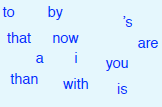 to by 's
that now are
a i you
than with is